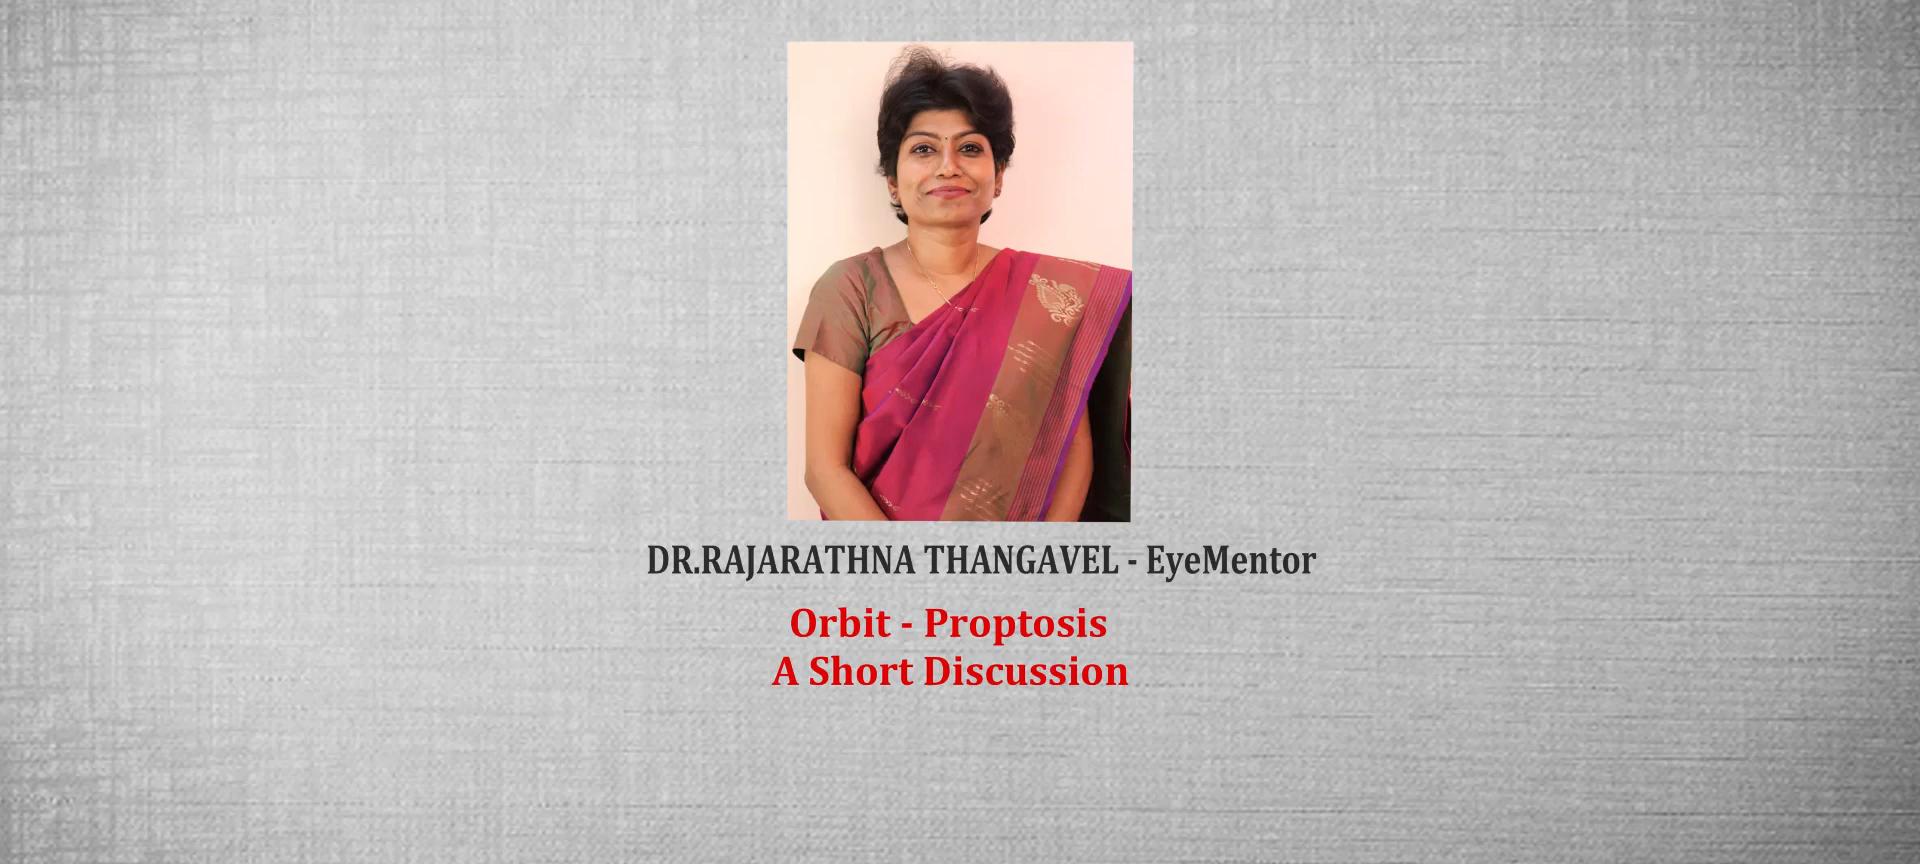 DR.RAJARATHNA THANGAVEL - EyeMentor
Orbit - Proptosis
A Short Discussion